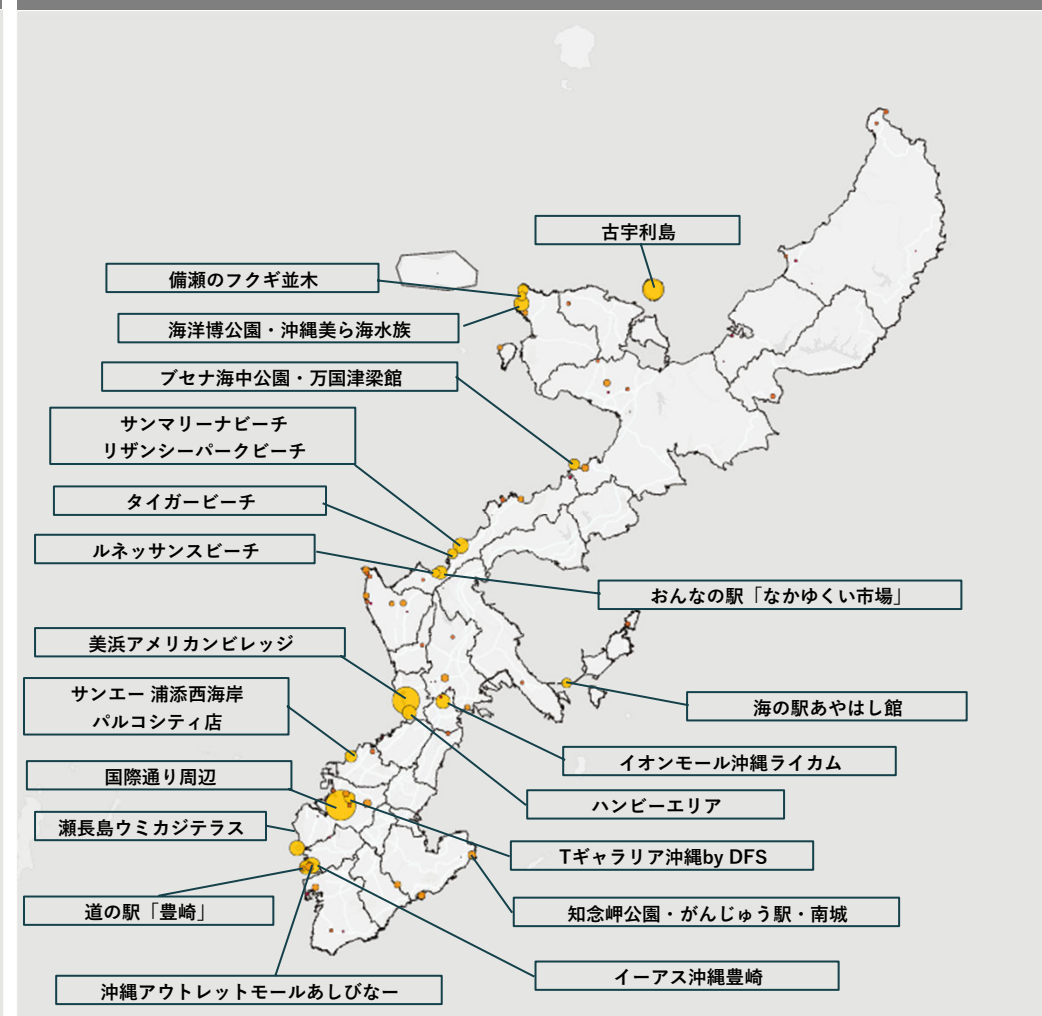 古宇利島
備瀬のフクギ並木
海洋博公園・沖縄美ら海水族
ブセナ海中公園・万国津梁館
サンマリーナビーチ
リザンシーパークビーチ
タイガービーチ
ルネッサンスビーチ
おんなの駅「なかゆくい市場」
美浜アメリカンビレッジ
サンエー 浦添西海岸
パルコシティ店
海の駅あやはし館
イオンモール沖縄ライカム
国際通り周辺
ハンビーエリア
瀬長島ウミカジテラス
Tギャラリア沖縄by DFS
道の駅「豊崎」
知念岬公園・がんじゅう駅・南城
イーアス沖縄豊崎
沖縄アウトレットモールあしびなー